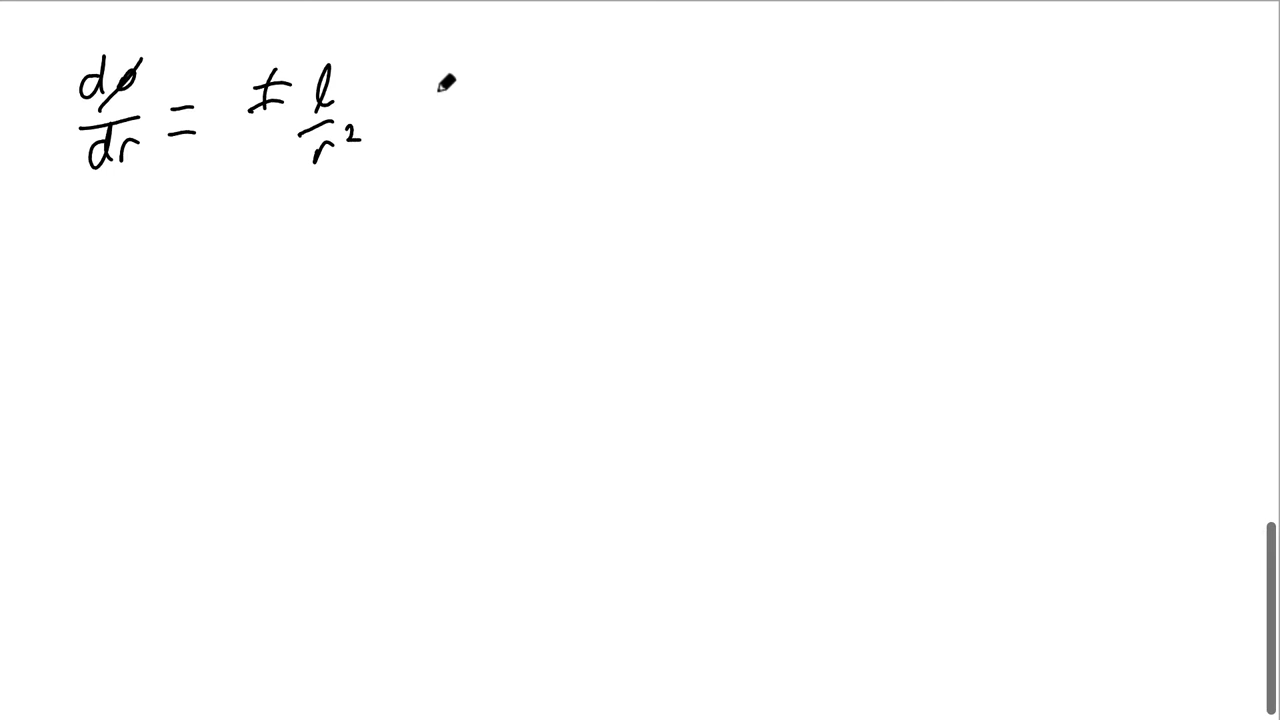 dφ/dr = ± l/r²